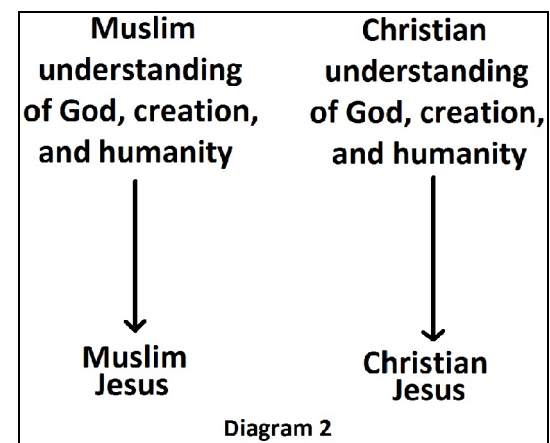 Muslim
understanding
of God, creation,
and humanity
Christian
understanding
of God, creation,
and humanity
Muslim
Jesus
Christian
Jesus
Diagram 2